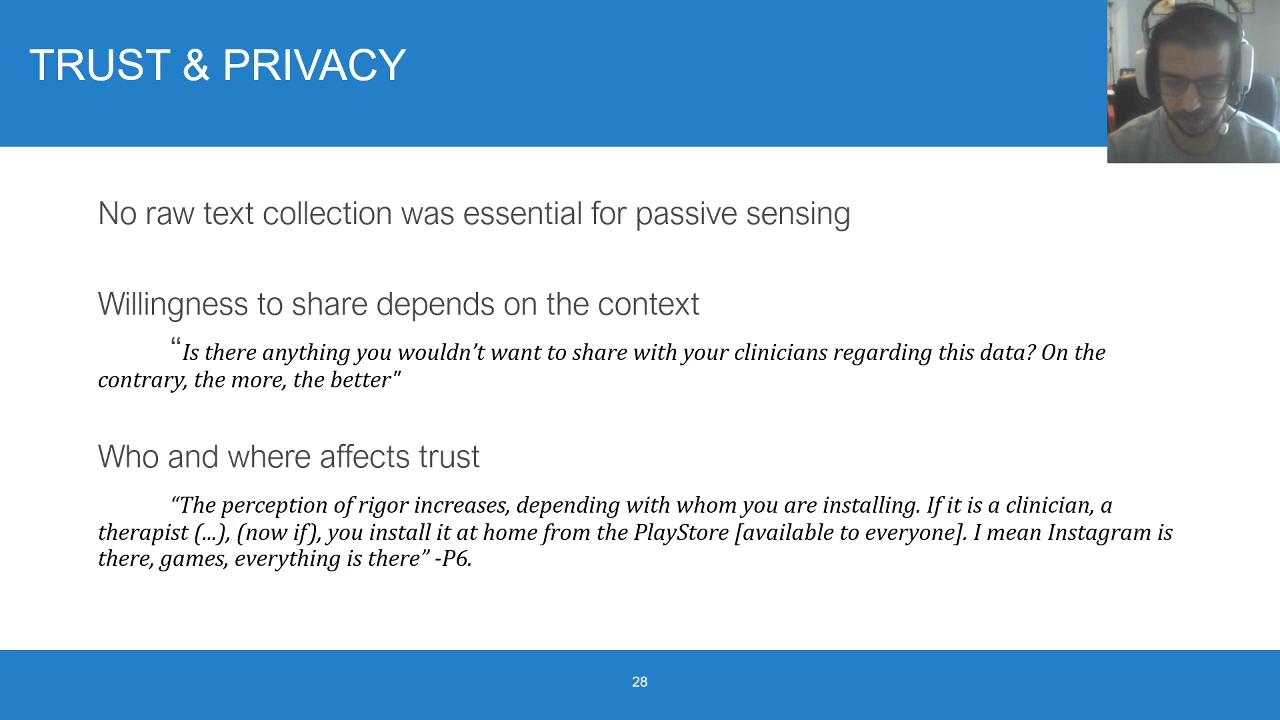 TRUST & PRIVACY
No raw text collection was essential for passive sensing
Willingness to share depends on the context
“Is there anything you wouldn’t want to share with your clinicians regarding this data? On the
contrary, the more, the better"
Who and where affects trust
“The perception of rigor increases, depending with whom you are installing. If it is a clinician, a
therapist (...), (now if), you install it at home from the PlayStore [available to everyone]. I mean Instagram is
there, games, everything is there” -P6.
28